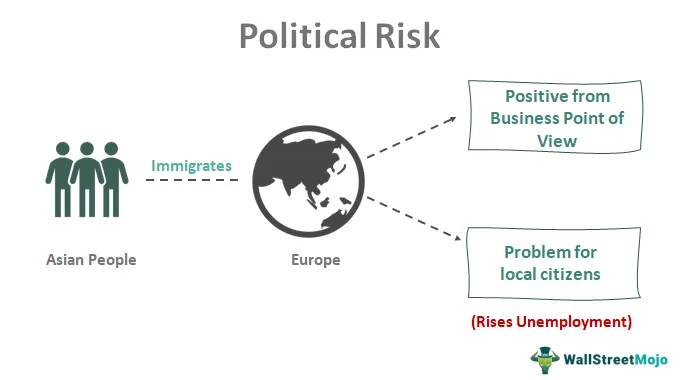 Political Risk
Positive from
Business Point of
View
Immigrates
Asian People
Europe
Problem for
local citizens
(Rises Unemployment)
WallStreetMojo